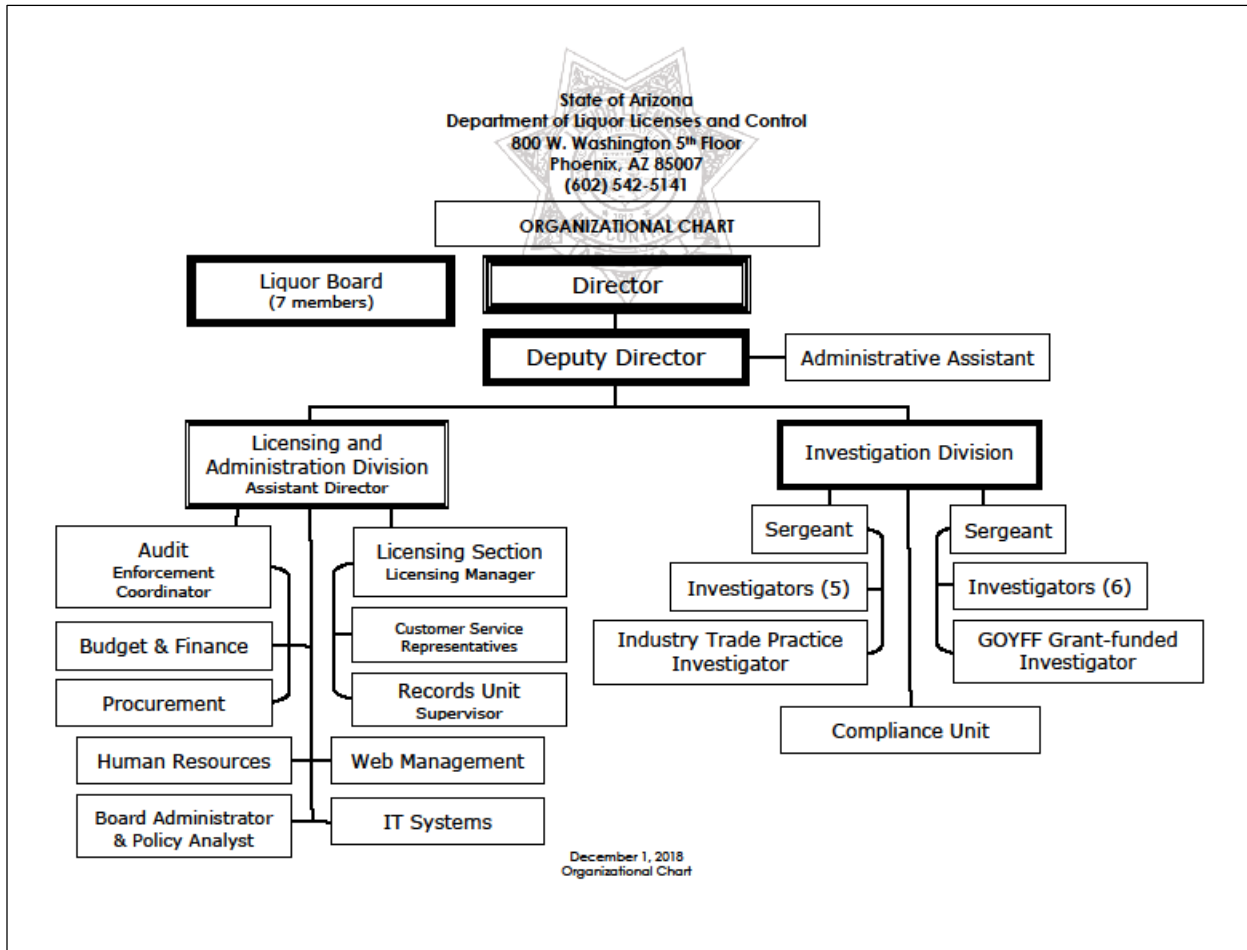 State of Arizona
Department of Liquor Licenses and Control
800 W. Washington 5th Floor
Phoenix, AZ 85007
(602) 542-5141
ORGANIZATIONAL CHART
Liquor Board
(7 members)
Director
Deputy Director
Administrative Assistant
Licensing and
Administration Division
Assistant Director
Investigation Division
Audit
Enforcement
Coordinator
Licensing Section
Licensing Manager
Budget & Finance
Customer Service
Representatives
Procurement
Records Unit
Supervisor
Human Resources
Web Management
Board Administrator
& Policy Analyst
IT Systems
Sergeant
Sergeant
Investigators (5)
Investigators (6)
Industry Trade Practice
Investigator
GOYFF Grant-funded
Investigator
Compliance Unit
December 1, 2018
Organizational Chart